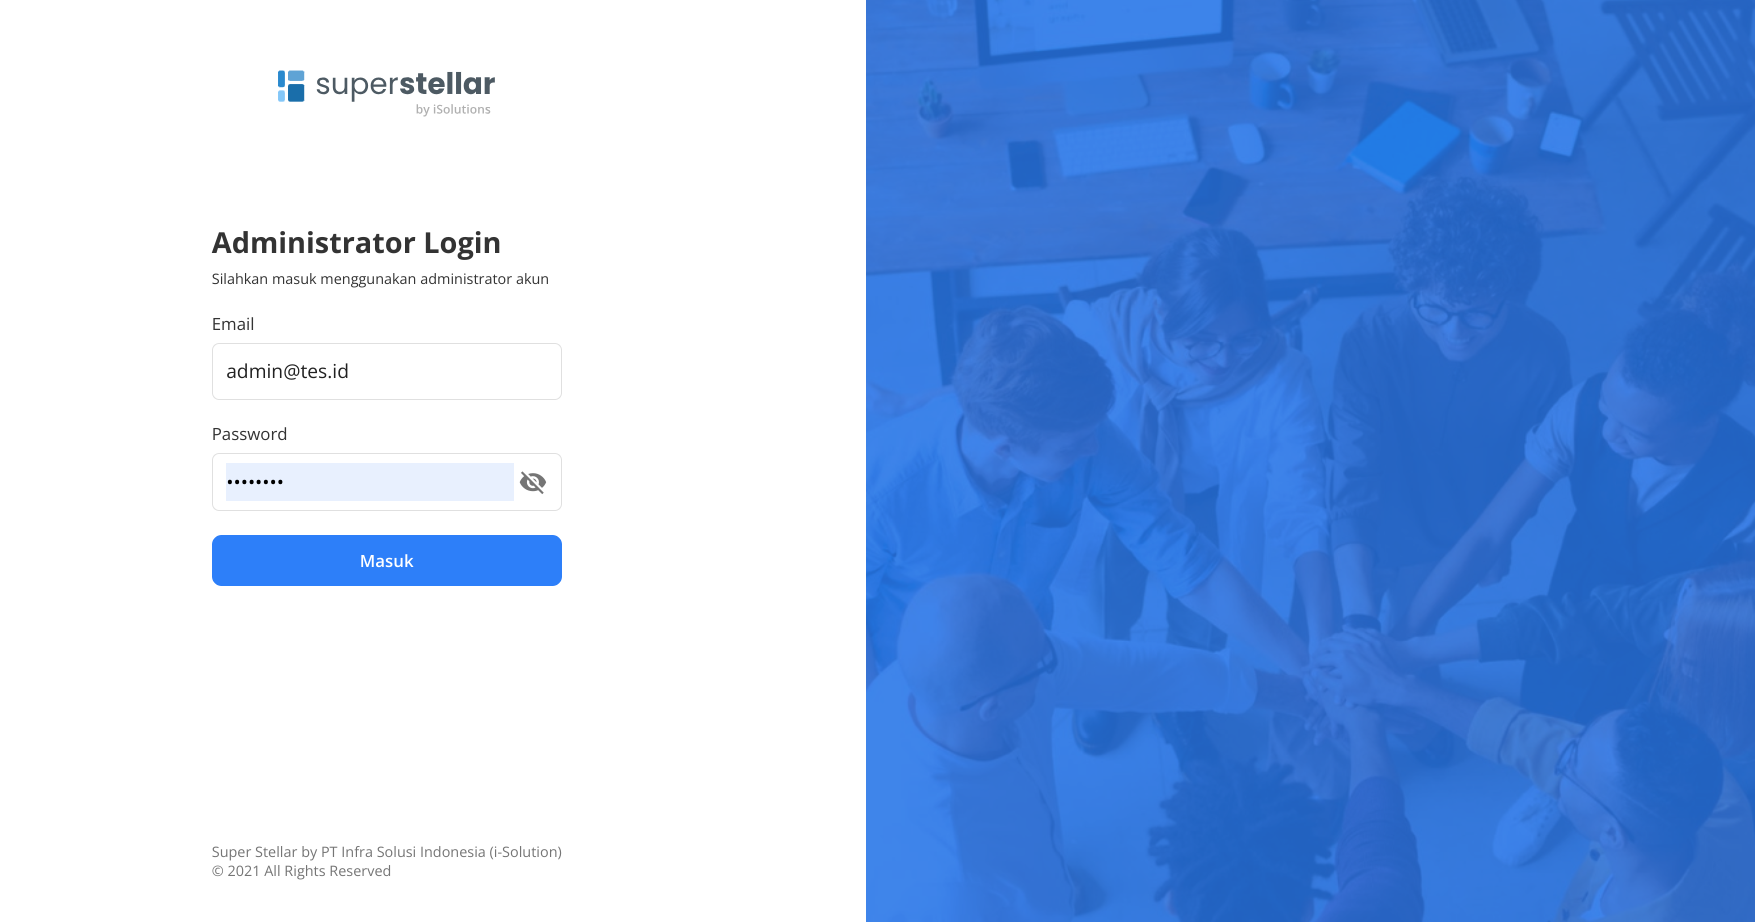 superstellar
by iSolutions
Administrator Login
Silahkan masuk menggunakan administrator akun
Email
admin@tes.id
Password
••••••••
Masuk
Super Stellar by PT Infra Solusi Indonesia (i-Solution)
© 2021 All Rights Reserved